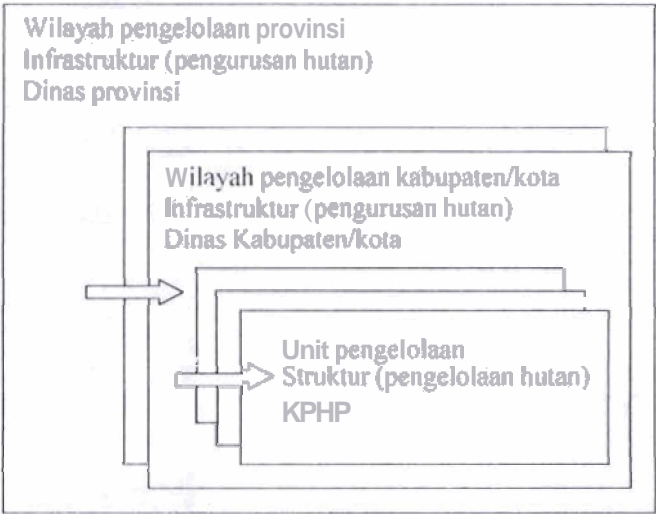 Wilayah pengelolaan provinsi
Infrastruktur (pengurusan hutan)
Dinas provinsi
Wilayah pengelolaan kabupaten/kota
Infrastruktur (pengurusan hutan)
Dinas Kabupaten/kota
Unit pengelolaan
Struktur (pengelolaan hutan)
KPHP